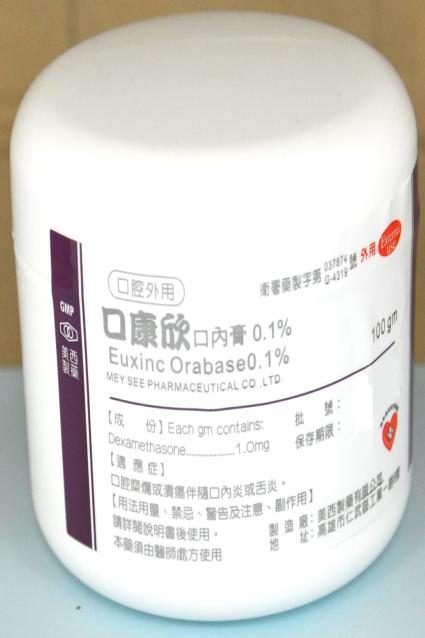 口腔外用
衛署藥製字第 037874 號
G-4319
外用
External use
口康欣口內膏 0.1%
100 gm
Euxinc Orabase0.1%
MEY SEE PHARMACEUTICAL CO.,LTD.
GMP
美西製藥
【成 份】Each gm contains:
Dexamethasone..................1.0mg
【適 應 症】
口腔糜爛或潰瘍伴隨口內炎或舌炎。
【用法用量、禁忌、警告及注意、副作用】
請詳閱說明書後使用。
本藥須由醫師處方使用
批 號：
保存期限：
製 造 廠：美西製藥有限公司
地 址：高雄市仁武區工業一路